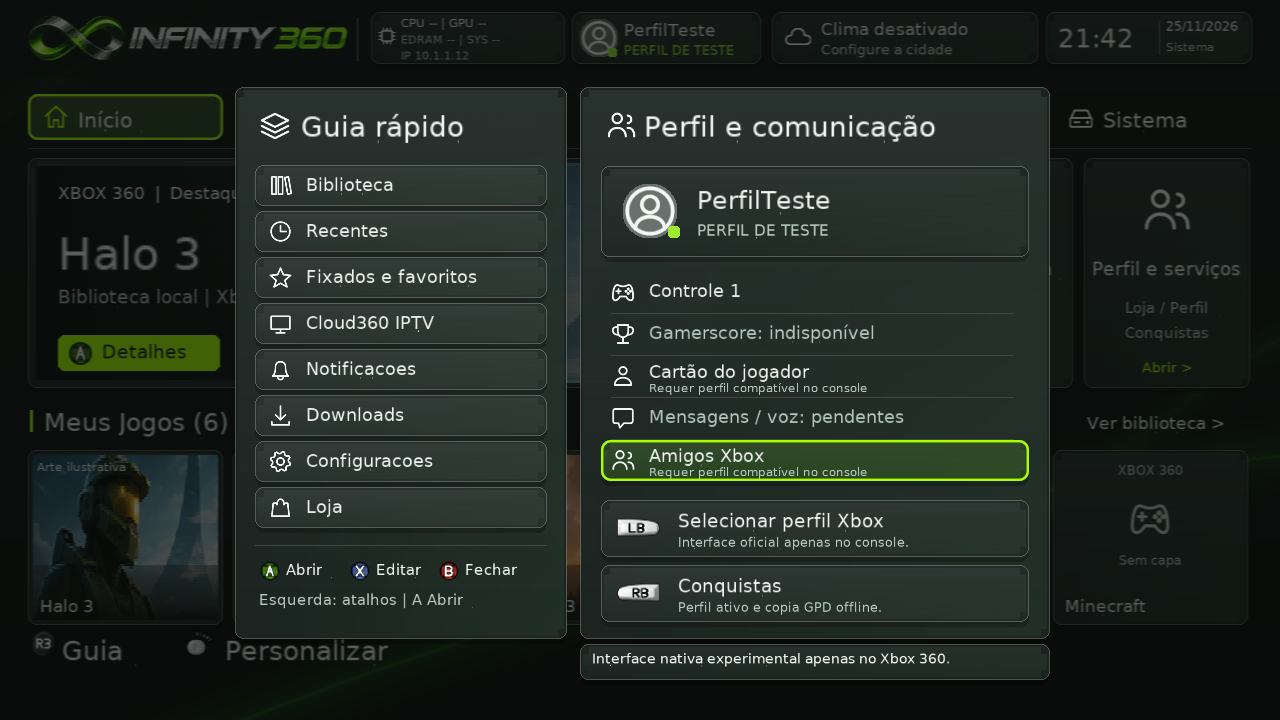 INFINITY 360
CPU -- | GPU --
EDRAM -- | SYS --
IP 10.1.1.12
PerfilTeste
PERFIL DE TESTE
Clima desativado
Configure a cidade
21:42
25/11/2026
Sistema
Início
Sistema
Guia rápido
Biblioteca
Recentes
Fixados e favoritos
Cloud360 IPTV
Notificacoes
Downloads
Configuracoes
Loja
A Abrir
X Editar
B Fechar
Esquerda: atalhos | A Abrir
Perfil e comunicação
PerfilTeste
PERFIL DE TESTE
Controle 1
Gamerscore: indisponível
Cartão do jogador
Requer perfil compatível no console
Mensagens / voz: pendentes
Amigos Xbox
Requer perfil compatível no console
LB Selecionar perfil Xbox
Interface oficial apenas no console.
RB Conquistas
Perfil ativo e copia GPD offline.
Interface nativa experimental apenas no Xbox 360.
XBOX 360 | Destaqu
Halo 3
Biblioteca local | Xb
A Detalhes
Perfil e serviços
Loja / Perfil
Conquistas
Abrir >
Meus Jogos (6)
Ver biblioteca >
Arte ilustrativa
Halo 3
3
XBOX 360
Sem capa
Minecraft
R3 Guia
Personalizar